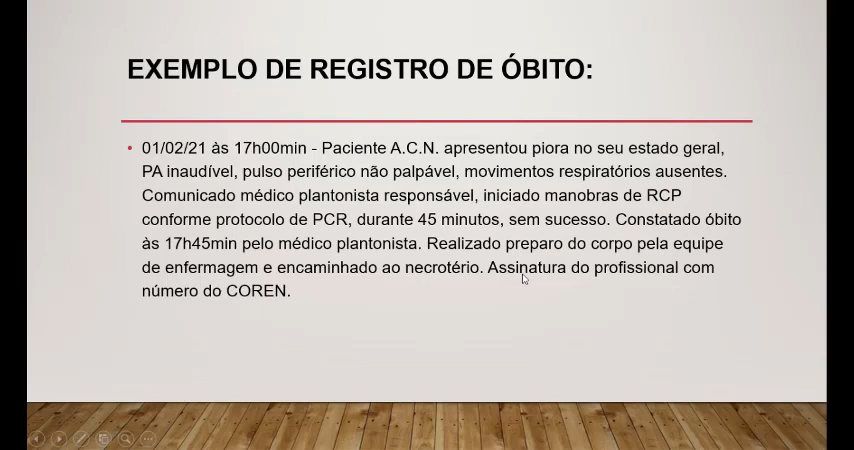 EXEMPLO DE REGISTRO DE ÓBITO:
• 01/02/21 às 17h00min - Paciente A.C.N. apresentou piora no seu estado geral,
PA inaudível, pulso periférico não palpável, movimentos respiratórios ausentes.
Comunicado médico plantonista responsável, iniciado manobras de RCP
conforme protocolo de PCR, durante 45 minutos, sem sucesso. Constatado óbito
às 17h45min pelo médico plantonista. Realizado preparo do corpo pela equipe
de enfermagem e encaminhado ao necrotério. Assinatura do profissional com
número do COREN.